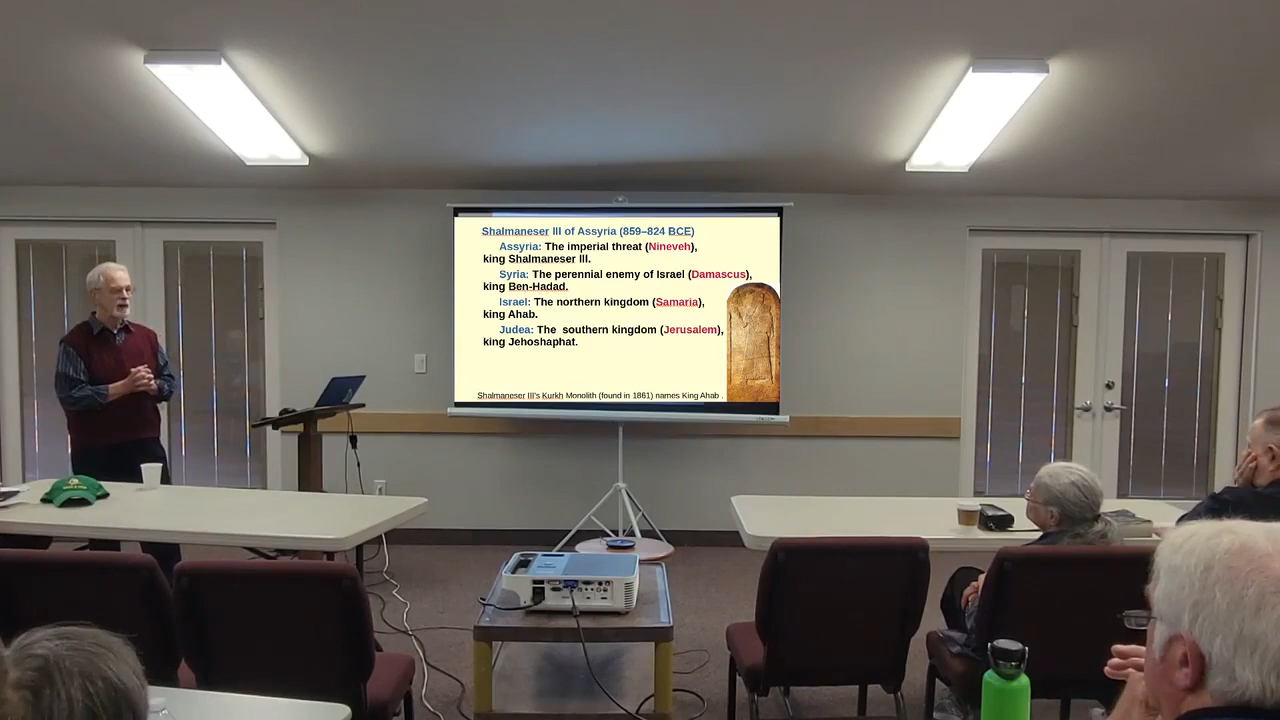 Shalmaneser III of Assyria (859–824 BCE)
Assyria: The imperial threat (Nineveh),
king Shalmaneser III.
Syria: The perennial enemy of Israel (Damascus),
king Ben-Hadad.
Israel: The northern kingdom (Samaria),
king Ahab.
Judea: The  southern kingdom (Jerusalem),
king Jehoshaphat.
Shalmaneser III's Kurkh Monolith (found in 1861) names King Ahab .